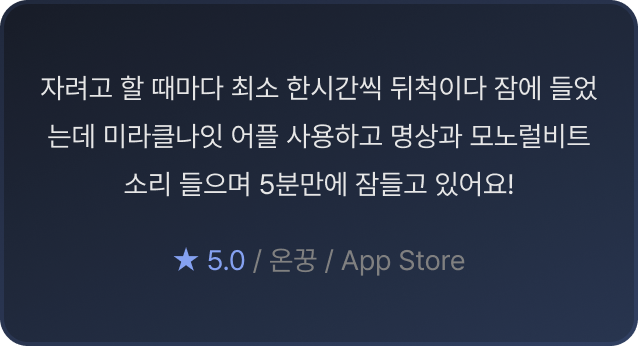 자려고 할 때마다 최소 한시간씩 뒤척이다 잠에 들었
는데 미라클나잇 어플 사용하고 명상과 모노럴비트
소리 들으며 5분만에 잠들고 있어요!
★ 5.0 / 온꿍 / App Store